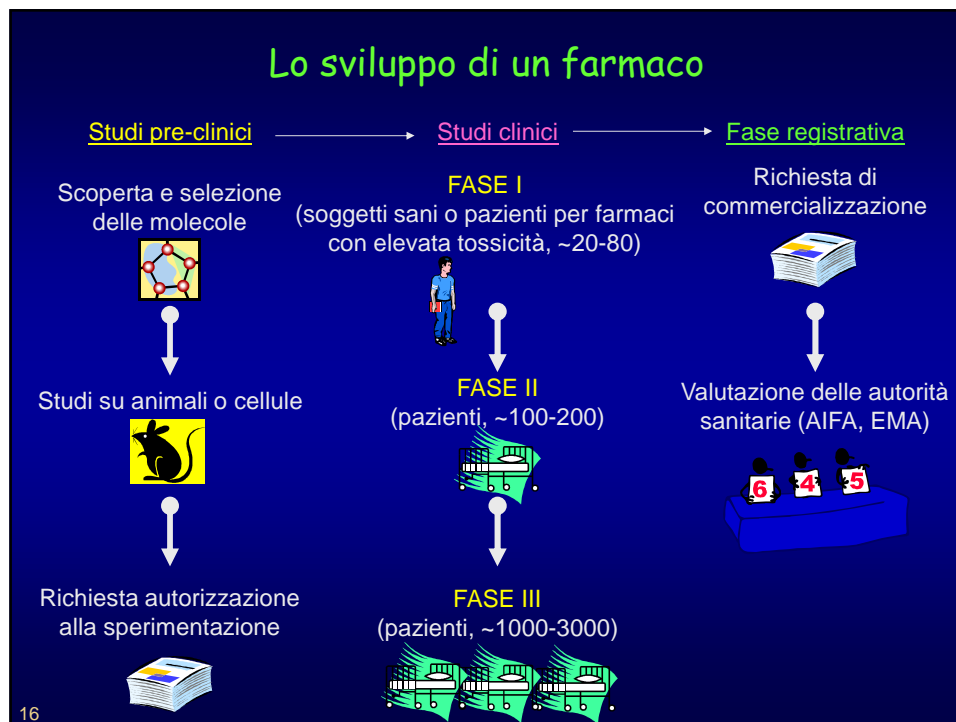 Lo sviluppo di un farmaco
Studi pre-clinici
Studi clinici
Fase registrativa
Scoperta e selezione
delle molecole
Studi su animali o cellule
Richiesta autorizzazione
alla sperimentazione
FASE I
(soggetti sani o pazienti per farmaci
con elevata tossicità, ~20-80)
FASE II
(pazienti, ~100-200)
FASE III
(pazienti, ~1000-3000)
Richiesta di
commercializzazione
Valutazione delle autorità
sanitarie (AIFA, EMA)
6 4 5
16